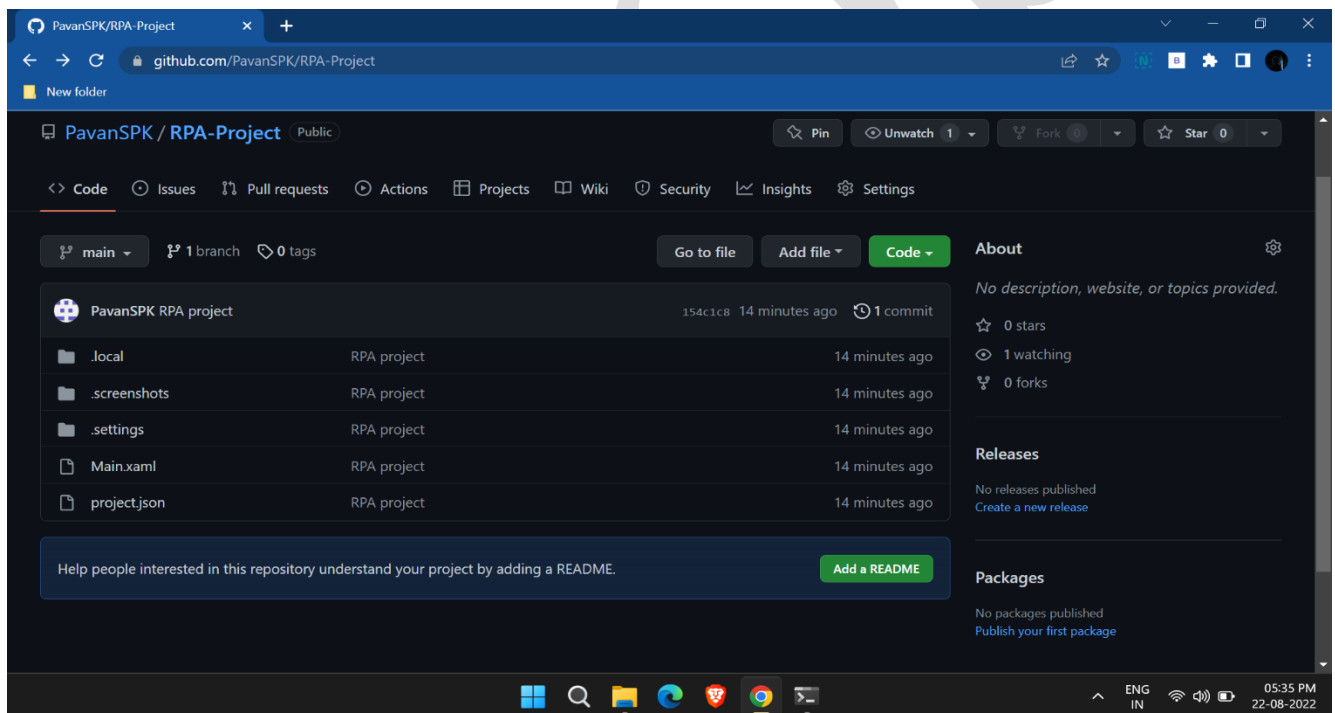 PavanSPK/RPA-Project
github.com/PavanSPK/RPA-Project
N B
New folder
PavanSPK / RPA-Project Public Pin Unwatch 1 Fork 0 Star 0
<> Code Issues Pull requests Actions Projects Wiki Security Insights Settings
main 1 branch 0 tags Go to file Add file Code About
No description, website, or topics provided.
PavanSPK RPA project 154c1c8 14 minutes ago 1 commit
0 stars
.local RPA project 14 minutes ago 1 watching
0 forks
.screenshots RPA project 14 minutes ago
.settings RPA project 14 minutes ago
Releases
Main.xaml RPA project 14 minutes ago
No releases published
project.json RPA project 14 minutes ago Create a new release
Help people interested in this repository understand your project by adding a README. Add a README
Packages
No packages published
Publish your first package
ENG
IN
05:35 PM
22-08-2022